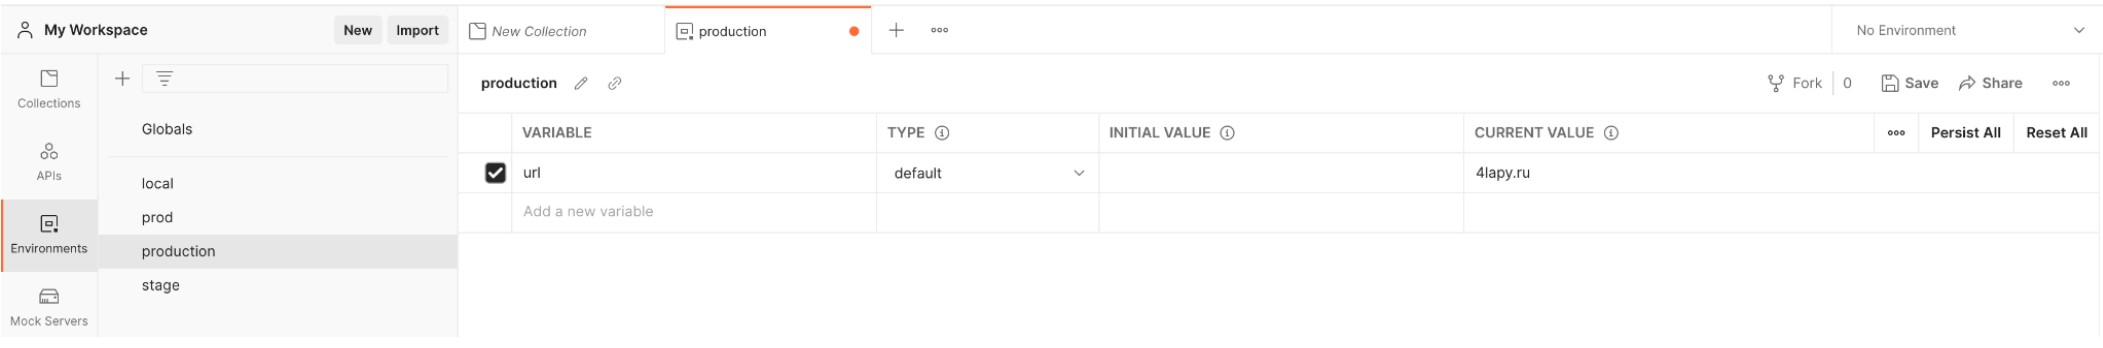 My Workspace New Import New Collection production No Environment
production Fork 0 Save Share
Collections
Globals
VARIABLE TYPE INITIAL VALUE CURRENT VALUE Persist All Reset All
APIs
local
url default 4lapy.ru
prod
Add a new variable
Environments
production
stage
Mock Servers